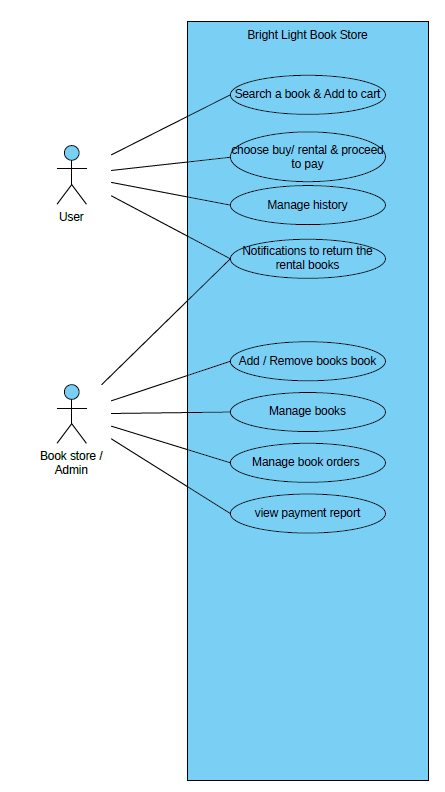 Bright Light Book Store
Search a book & Add to cart
choose buy/ rental & proceed
to pay
User
Manage history
Notifications to return the
rental books
Add / Remove books book
Manage books
Book store /
Admin
Manage book orders
view payment report